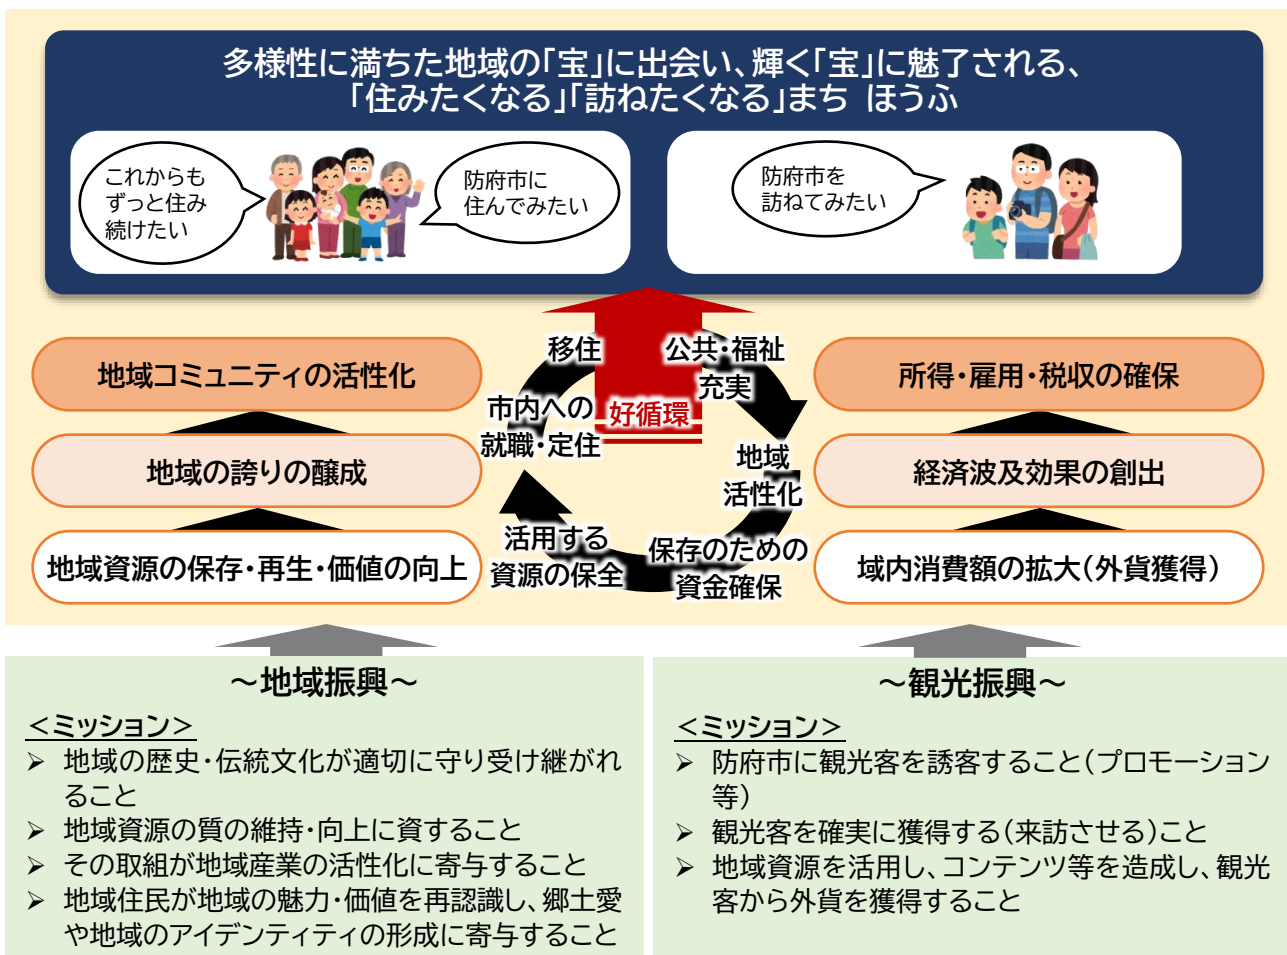 多様性に満ちた地域の「宝」に出会い、輝く「宝」に魅了される、
「住みたくなる」「訪ねたくなる」まち ほうふ
これからも
ずっと住み
続けたい
防府市に
住んでみたい
防府市を
訪ねてみたい
地域コミュニティの活性化
地域の誇りの醸成
地域資源の保存・再生・価値の向上
移住
公共・福祉
充実
市内への
就職・定住
好循環
地域
活性化
活用する
資源の保全
保存のための
資金確保
所得・雇用・税収の確保
経済波及効果の創出
域内消費額の拡大(外貨獲得)
～地域振興～
<ミッション>
➢ 地域の歴史・伝統文化が適切に守り受け継がれ
ること
➢ 地域資源の質の維持・向上に資すること
➢ その取組が地域産業の活性化に寄与すること
➢ 地域住民が地域の魅力・価値を再認識し、郷土愛
や地域のアイデンティティの形成に寄与すること
～観光振興～
<ミッション>
➢ 防府市に観光客を誘客すること(プロモーション
等)
➢ 観光客を確実に獲得する(来訪させる)こと
➢ 地域資源を活用し、コンテンツ等を造成し、観光
客から外貨を獲得すること